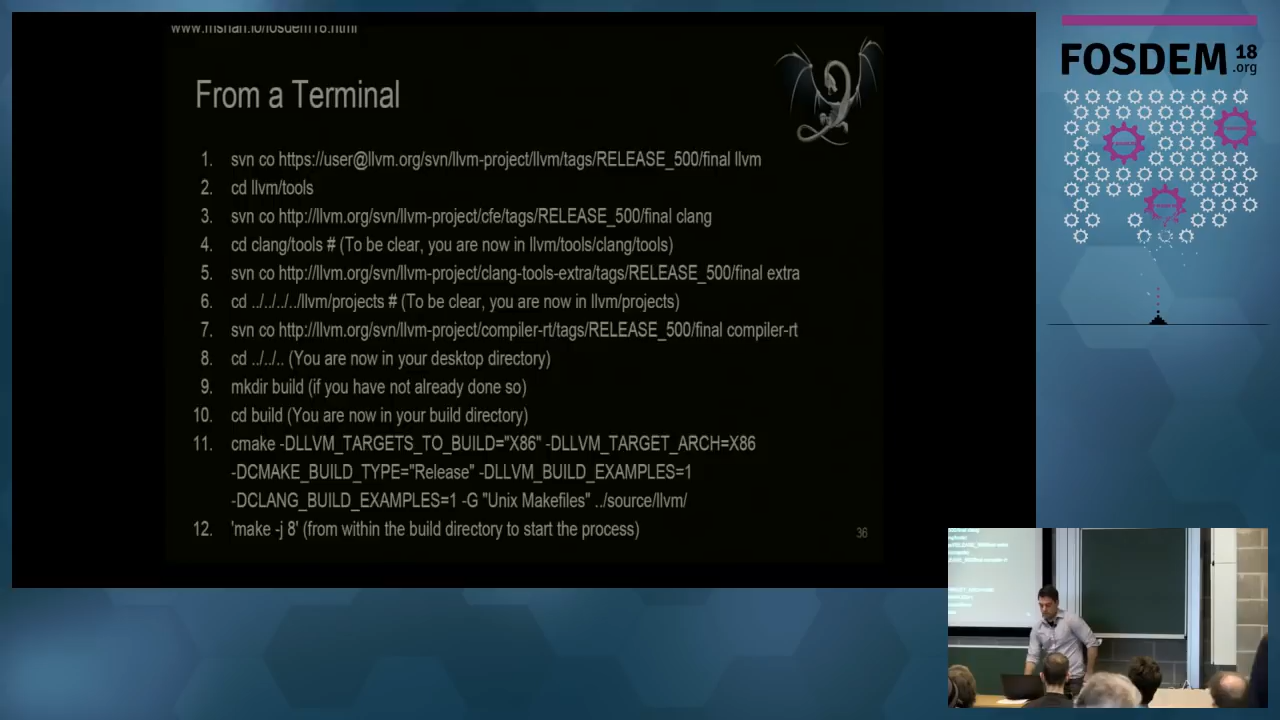 www.mshah.io/fosdem18.html
FOSDEM 18
.org
From a Terminal
1. svn co https://user@llvm.org/svn/llvm-project/llvm/tags/RELEASE_500/final llvm
2. cd llvm/tools
3. svn co http://llvm.org/svn/llvm-project/cfe/tags/RELEASE_500/final clang
4. cd clang/tools # (To be clear, you are now in llvm/tools/clang/tools)
5. svn co http://llvm.org/svn/llvm-project/clang-tools-extra/tags/RELEASE_500/final extra
6. cd ../../../../llvm/projects # (To be clear, you are now in llvm/projects)
7. svn co http://llvm.org/svn/llvm-project/compiler-rt/tags/RELEASE_500/final compiler-rt
8. cd ../../.. (You are now in your desktop directory)
9. mkdir build (if you have not already done so)
10. cd build (You are now in your build directory)
11. cmake -DLLVM_TARGETS_TO_BUILD="X86" -DLLVM_TARGET_ARCH=X86
-DCMAKE_BUILD_TYPE="Release" -DLLVM_BUILD_EXAMPLES=1
-DCLANG_BUILD_EXAMPLES=1 -G "Unix Makefiles" ../source/llvm/
12. 'make -j 8' (from within the build directory to start the process)
36